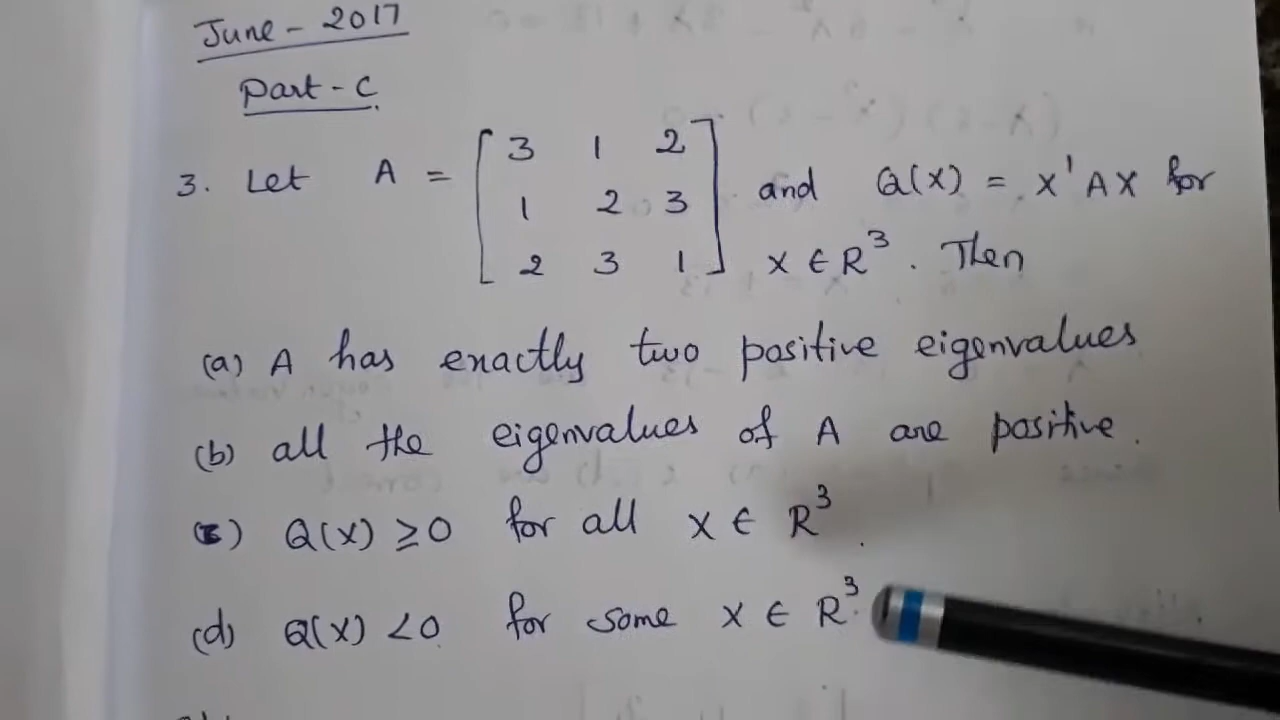 June - 2017
Part - C
3. Let A = [ 3 1 2 ; 1 2 3 ; 2 3 1 ] and Q(X) = X' A X for
X ∈ R³. Then
(a) A has exactly two positive eigenvalues
(b) all the eigenvalues of A are positive.
(c) Q(X) ≥ 0 for all X ∈ R³.
(d) Q(X) < 0 for some X ∈ R³.